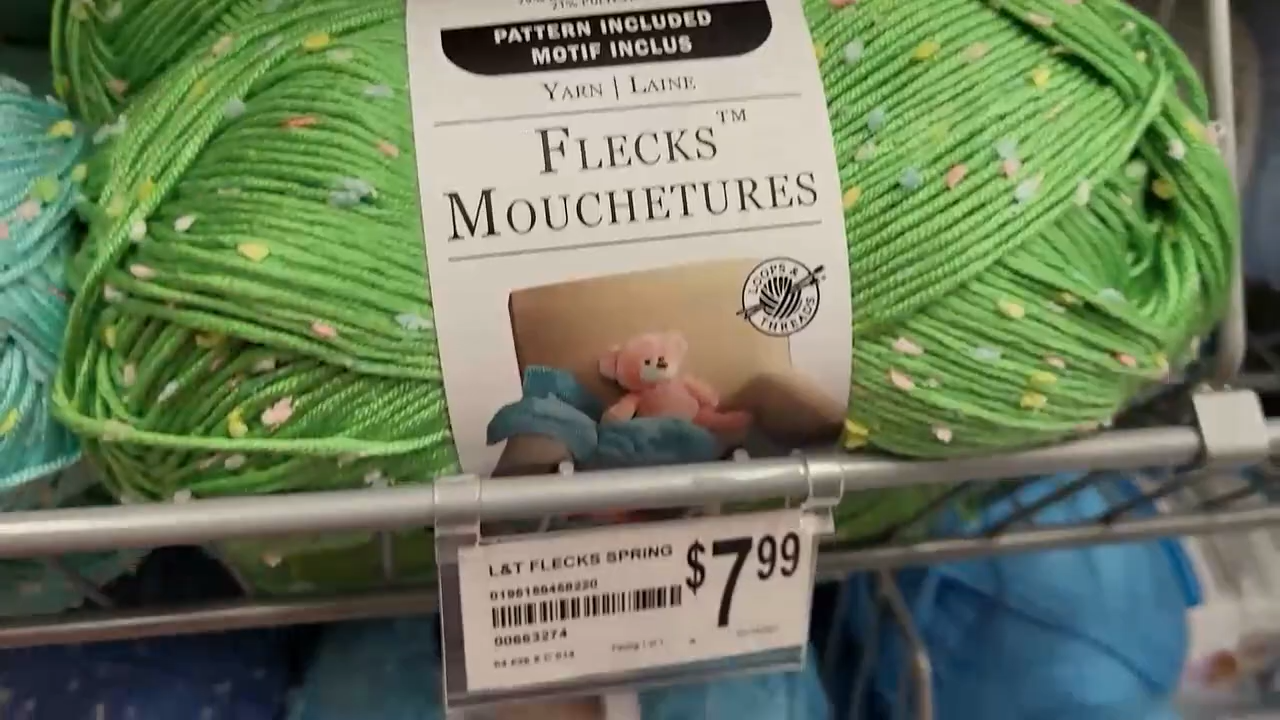 PATTERN INCLUDED
MOTIF INCLUS
YARN | LAINE
FLECKS™
MOUCHETURES
LOOPS & THREADS
L&T FLECKS SPRING
$7.99
00663274